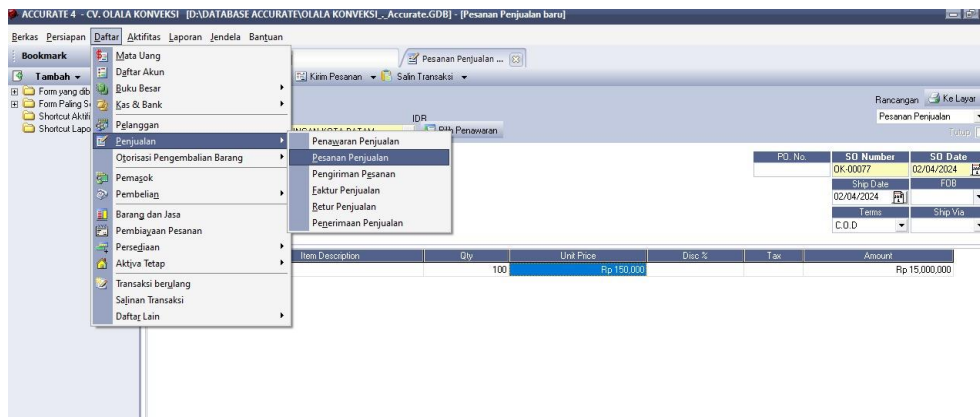 ACCURATE 4 - CV. OLALA KONVEKSI [D:\DATABASE ACCURATE\OLALA KONVEKSI_._Accurate.GDB] - [Pesanan Penjualan baru]
Berkas Persiapan Daftar Aktifitas Laporan Jendela Bantuan
Bookmark
Pesanan Penjualan ...
Tambah
Kirim Pesanan Salin Transaksi
Form yang dib
Form Paling S
Shortcut Aktifi
Shortcut Lapo
Mata Uang
Daftar Akun
Buku Besar
Kas & Bank
Pelanggan
Penjualan
Otorisasi Pengembalian Barang
Pemasok
Pembelian
Barang dan Jasa
Pembiayaan Pesanan
Persediaan
Aktiva Tetap
Transaksi berulang
Salinan Transaksi
Daftar Lain
Penawaran Penjualan
Pesanan Penjualan
Pengiriman Pesanan
Faktur Penjualan
Retur Penjualan
Penerimaan Penjualan
IDR
KOTA BATAM
Penawaran
Rancangan Ke Layar
Pesanan Penjualan
Tutup
PO. No. SO Number SO Date
OK-00077 02/04/2024
Ship Date FOB
02/04/2024
Terms Ship Via
C.O.D
Item Description Qty Unit Price Disc % Tax Amount
100 Rp 150,000 Rp 15,000,000